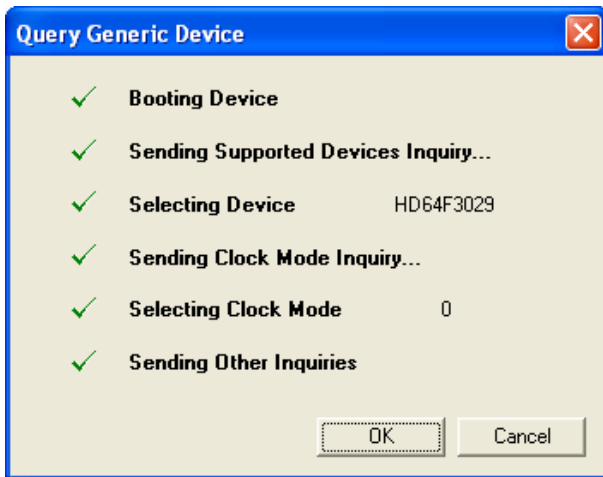 Query Generic Device
Booting Device
Sending Supported Devices Inquiry...
Selecting Device HD64F3029
Sending Clock Mode Inquiry...
Selecting Clock Mode 0
Sending Other Inquiries
OK Cancel